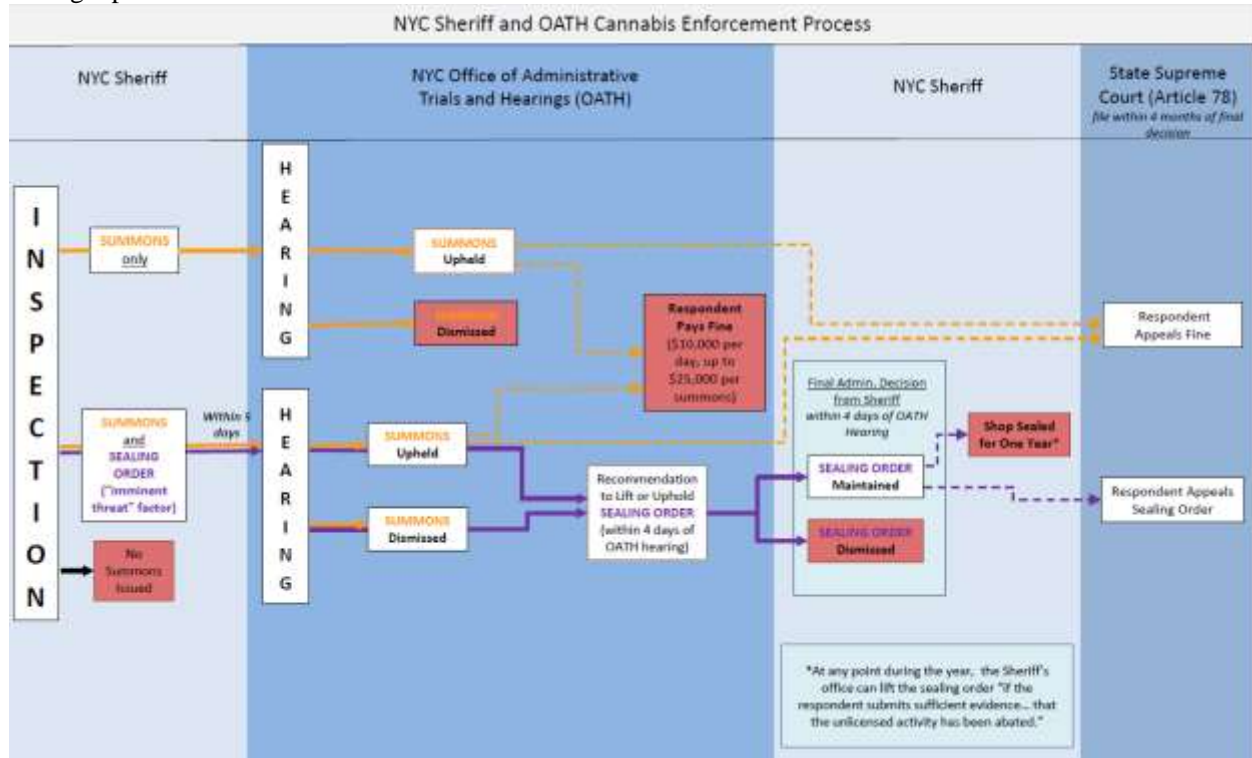 NYC Sheriff and OATH Cannabis Enforcement Process
NYC Sheriff
NYC Office of Administrative
Trials and Hearings (OATH)
NYC Sheriff
State Supreme
Court (Article 78)
file within 4 months of final
decision
INSPECTION
SUMMONS
only
HEARING
SUMMONS
Upheld
SUMMONS
Dismissed
Respondent
Pays Fine
($10,000 per
day, up to
$25,000 per
summons)
Respondent
Appeals Fine
SUMMONS
and
SEALING
ORDER
("imminent
threat" factor)
Within 5
days
No
Summons
Issued
HEARING
SUMMONS
Upheld
SUMMONS
Dismissed
Recommendation
to Lift or Uphold
SEALING ORDER
(within 4 days of
OATH hearing)
Final Admin. Decision
from Sheriff
within 4 days of OATH
Hearing
SEALING ORDER
Maintained
SEALING ORDER
Dismissed
Shop Sealed
for One Year*
Respondent Appeals
Sealing Order
*At any point during the year, the Sheriff's
office can lift the sealing order "if the
respondent submits sufficient evidence... that
the unlicensed activity has been abated."